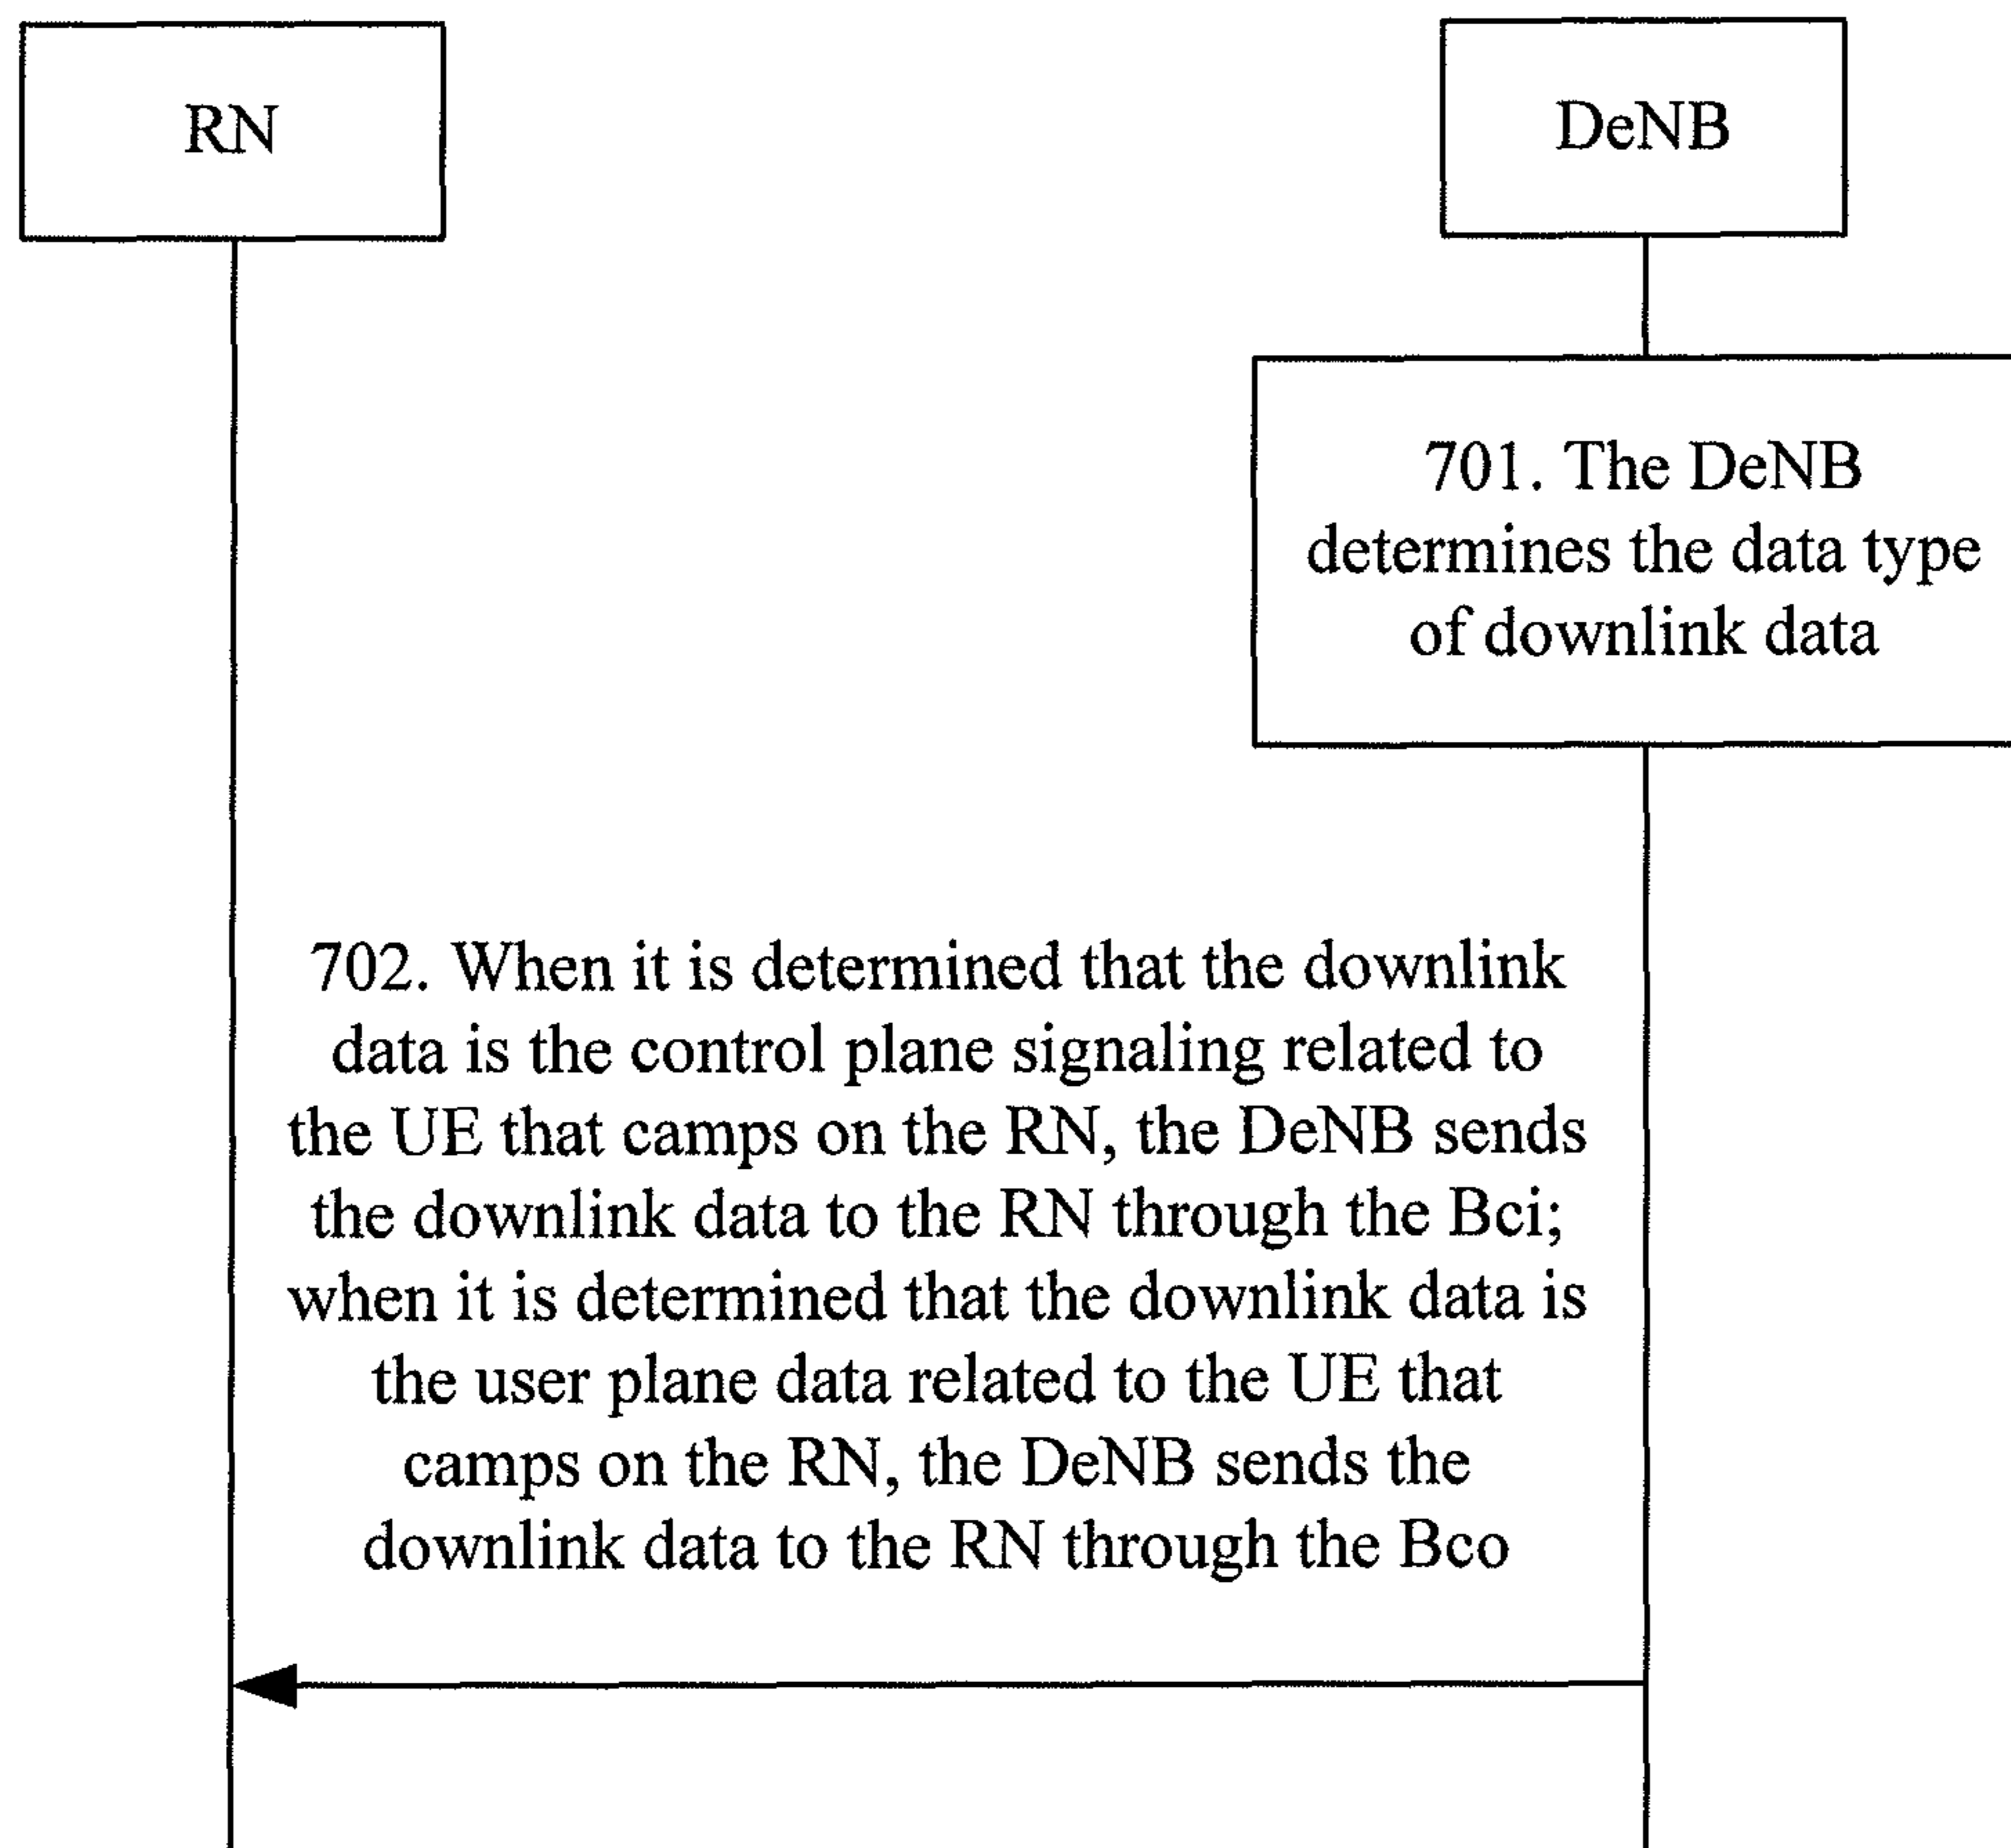 RN
DeNB
701. The DeNB
determines the data type
of downlink data
702. When it is determined that the downlink
data is the control plane signaling related to
the UE that camps on the RN, the DeNB sends
the downlink data to the RN through the Bci;
when it is determined that the downlink data is
the user plane data related to the UE that
camps on the RN, the DeNB sends the
downlink data to the RN through the Bco